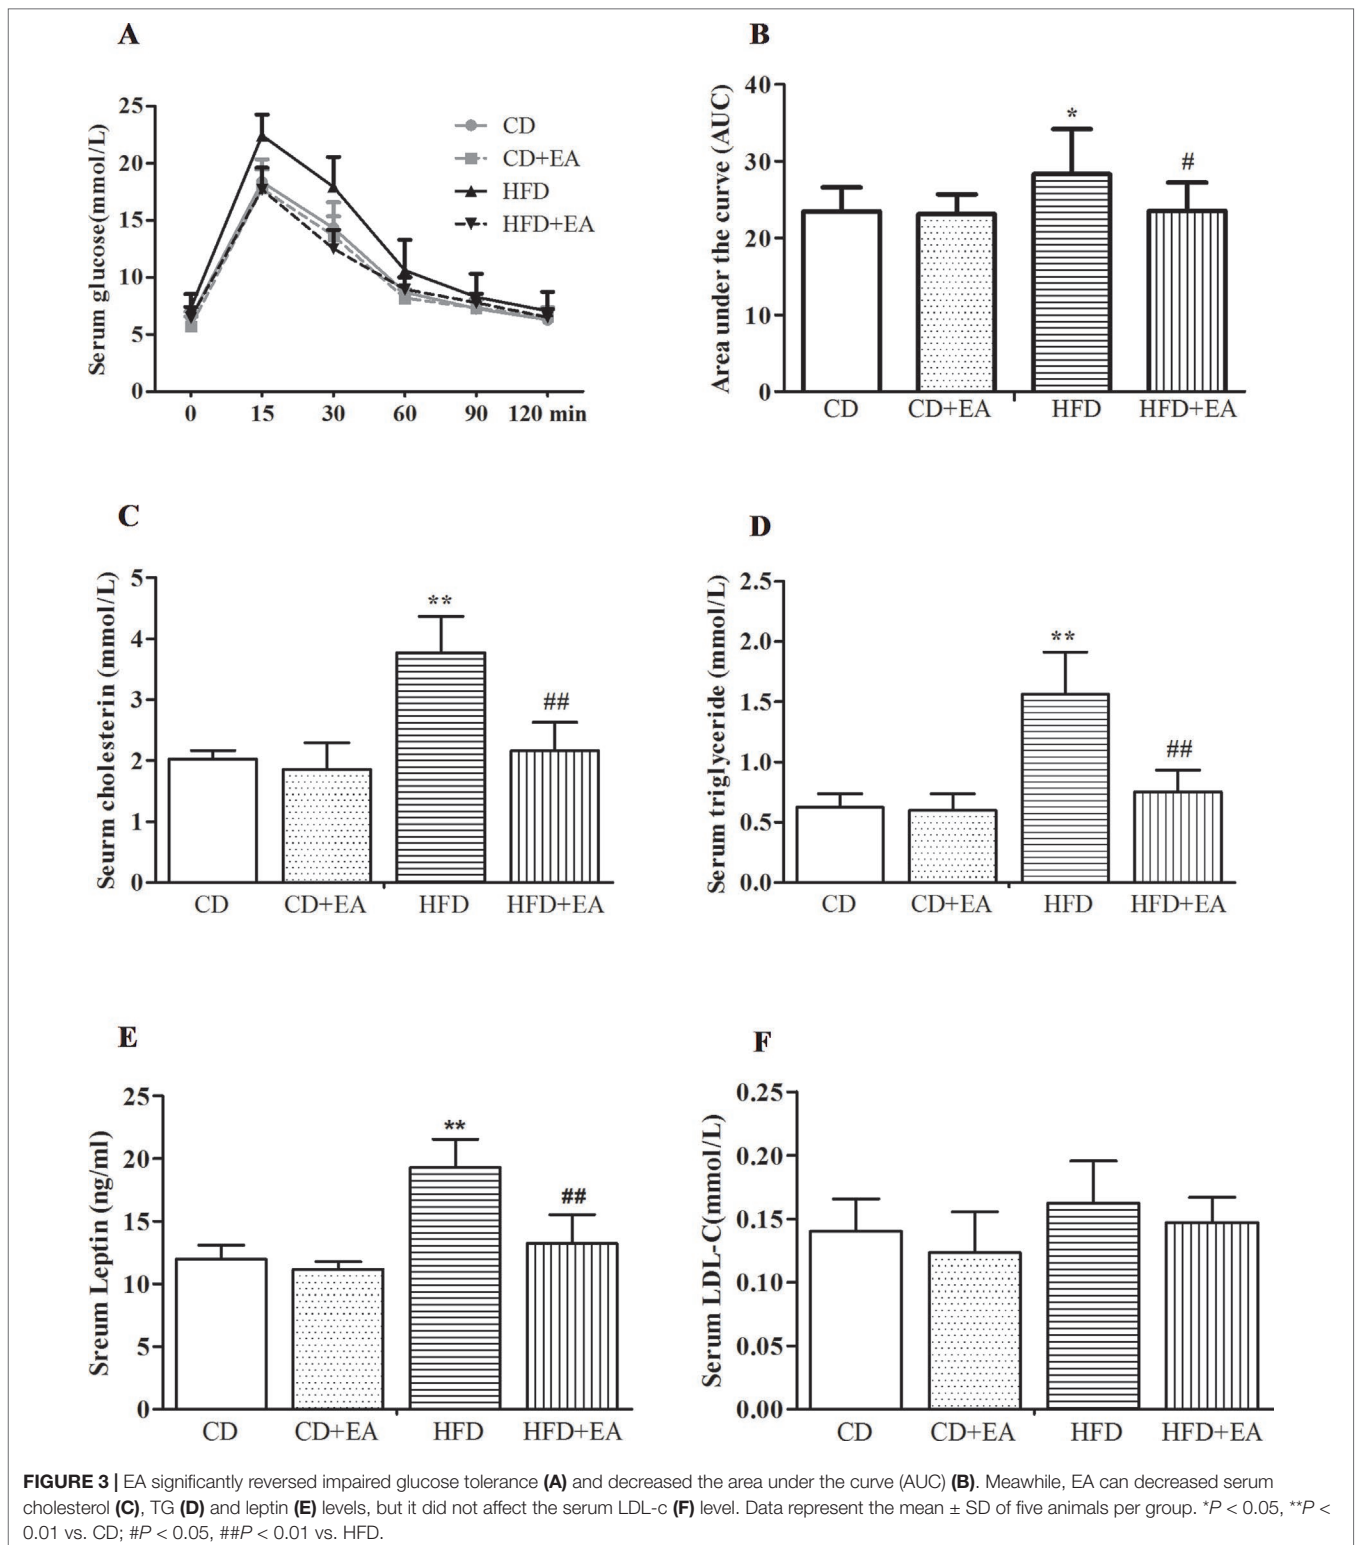 A
Serum glucose(mmol/L)
25
20
15
10
5
0
0 15 30 60 90 120 min
CD
CD+EA
HFD
HFD+EA
B
Area under the curve (AUC)
40
30
20
10
0
*
#
CD CD+EA HFD HFD+EA
C
Seurm cholesterin (mmol/L)
5
4
3
2
1
0
**
##
CD CD+EA HFD HFD+EA
D
Serum triglyceride (mmol/L)
2.5
2.0
1.5
1.0
0.5
0.0
**
##
CD CD+EA HFD HFD+EA
E
Sreum Leptin (ng/ml)
25
20
15
10
5
0
**
##
CD CD+EA HFD HFD+EA
F
Serum LDL-C(mmol/L)
0.25
0.20
0.15
0.10
0.05
0.00
CD CD+EA HFD HFD+EA
FIGURE 3 | EA significantly reversed impaired glucose tolerance (A) and decreased the area under the curve (AUC) (B). Meawhile, EA can decreased serum
cholesterol (C), TG (D) and leptin (E) levels, but it did not affect the serum LDL-c (F) level. Data represent the mean ± SD of five animals per group. *P < 0.05, **P <
0.01 vs. CD; #P < 0.05, ##P < 0.01 vs. HFD.